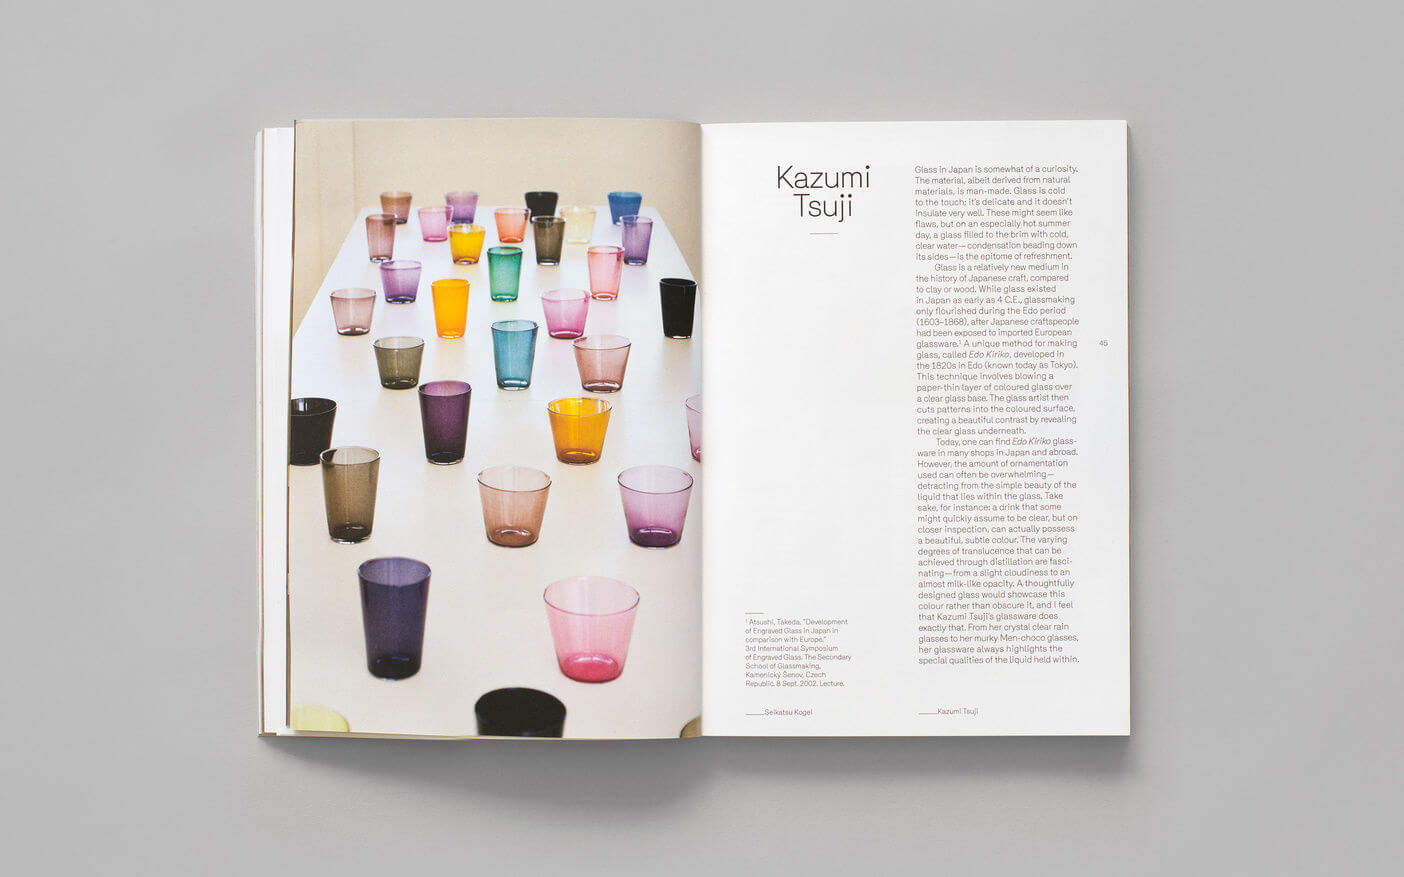 Kazumi
Tsuji
Glass in Japan is somewhat of a curiosity.
The material, albeit derived from natural
materials, is man-made. Glass is cold
to the touch; it's delicate and it doesn't
insulate very well. These might seem like
flaws, but on an especially hot summer
day, a glass filled to the brim with cold,
clear water—condensation beading down
its sides—is the epitome of refreshment.
Glass is a relatively new medium in
the history of Japanese craft, compared
to clay or wood. While glass existed
in Japan as early as 4 C.E., glassmaking
only flourished during the Edo period
(1603–1868), after Japanese craftspeople
had been exposed to imported European
glassware.¹ A unique method for making
glass, called Edo Kiriko, developed in
the 1820s in Edo (known today as Tokyo).
This technique involves blowing a
paper-thin layer of coloured glass over
a clear glass base. The glass artist then
cuts patterns into the coloured surface,
creating a beautiful contrast by revealing
the clear glass underneath.
Today, one can find Edo Kiriko glass-
ware in many shops in Japan and abroad.
However, the amount of ornamentation
used can often be overwhelming—
detracting from the simple beauty of the
liquid that lies within the glass. Take
sake, for instance: a drink that some
might quickly assume to be clear, but on
closer inspection, can actually possess
a beautiful, subtle colour. The varying
degrees of translucence that can be
achieved through distillation are fasci-
nating—from a slight cloudiness to an
almost milk-like opacity. A thoughtfully
designed glass would showcase this
colour rather than obscure it, and I feel
that Kazumi Tsuji's glassware does
exactly that. From her crystal clear rain
glasses to her murky Men-choco glasses,
her glassware always highlights the
special qualities of the liquid held within.
45
¹ Atsushi, Takeda. "Development
of Engraved Glass in Japan in
comparison with Europe."
3rd International Symposium
of Engraved Glass. The Secondary
School of Glassmaking,
Kamenický Šenov, Czech
Republic. 8 Sept. 2002. Lecture.
Seikatsu Kogei
Kazumi Tsuji